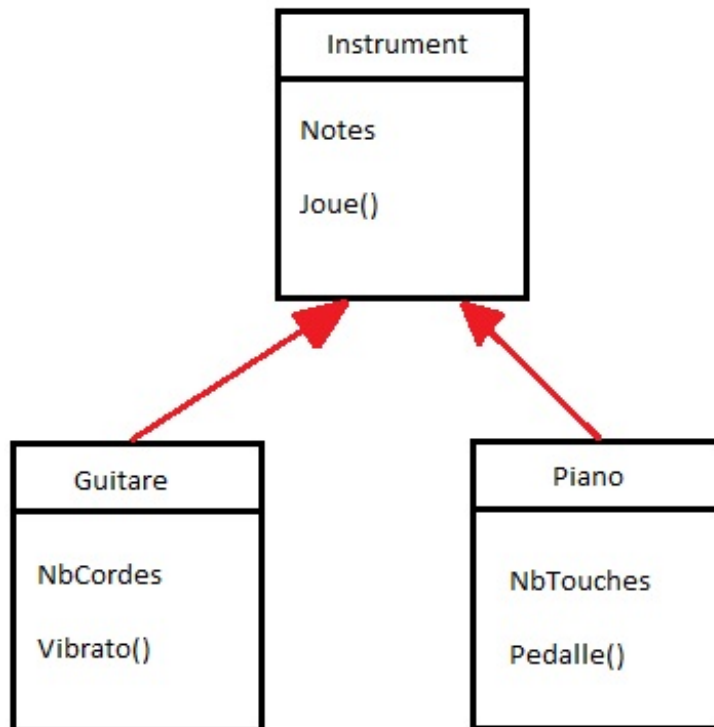 Instrument
Notes
Joue()
Guitare
NbCordes
Vibrato()
Piano
NbTouches
Pedalle()